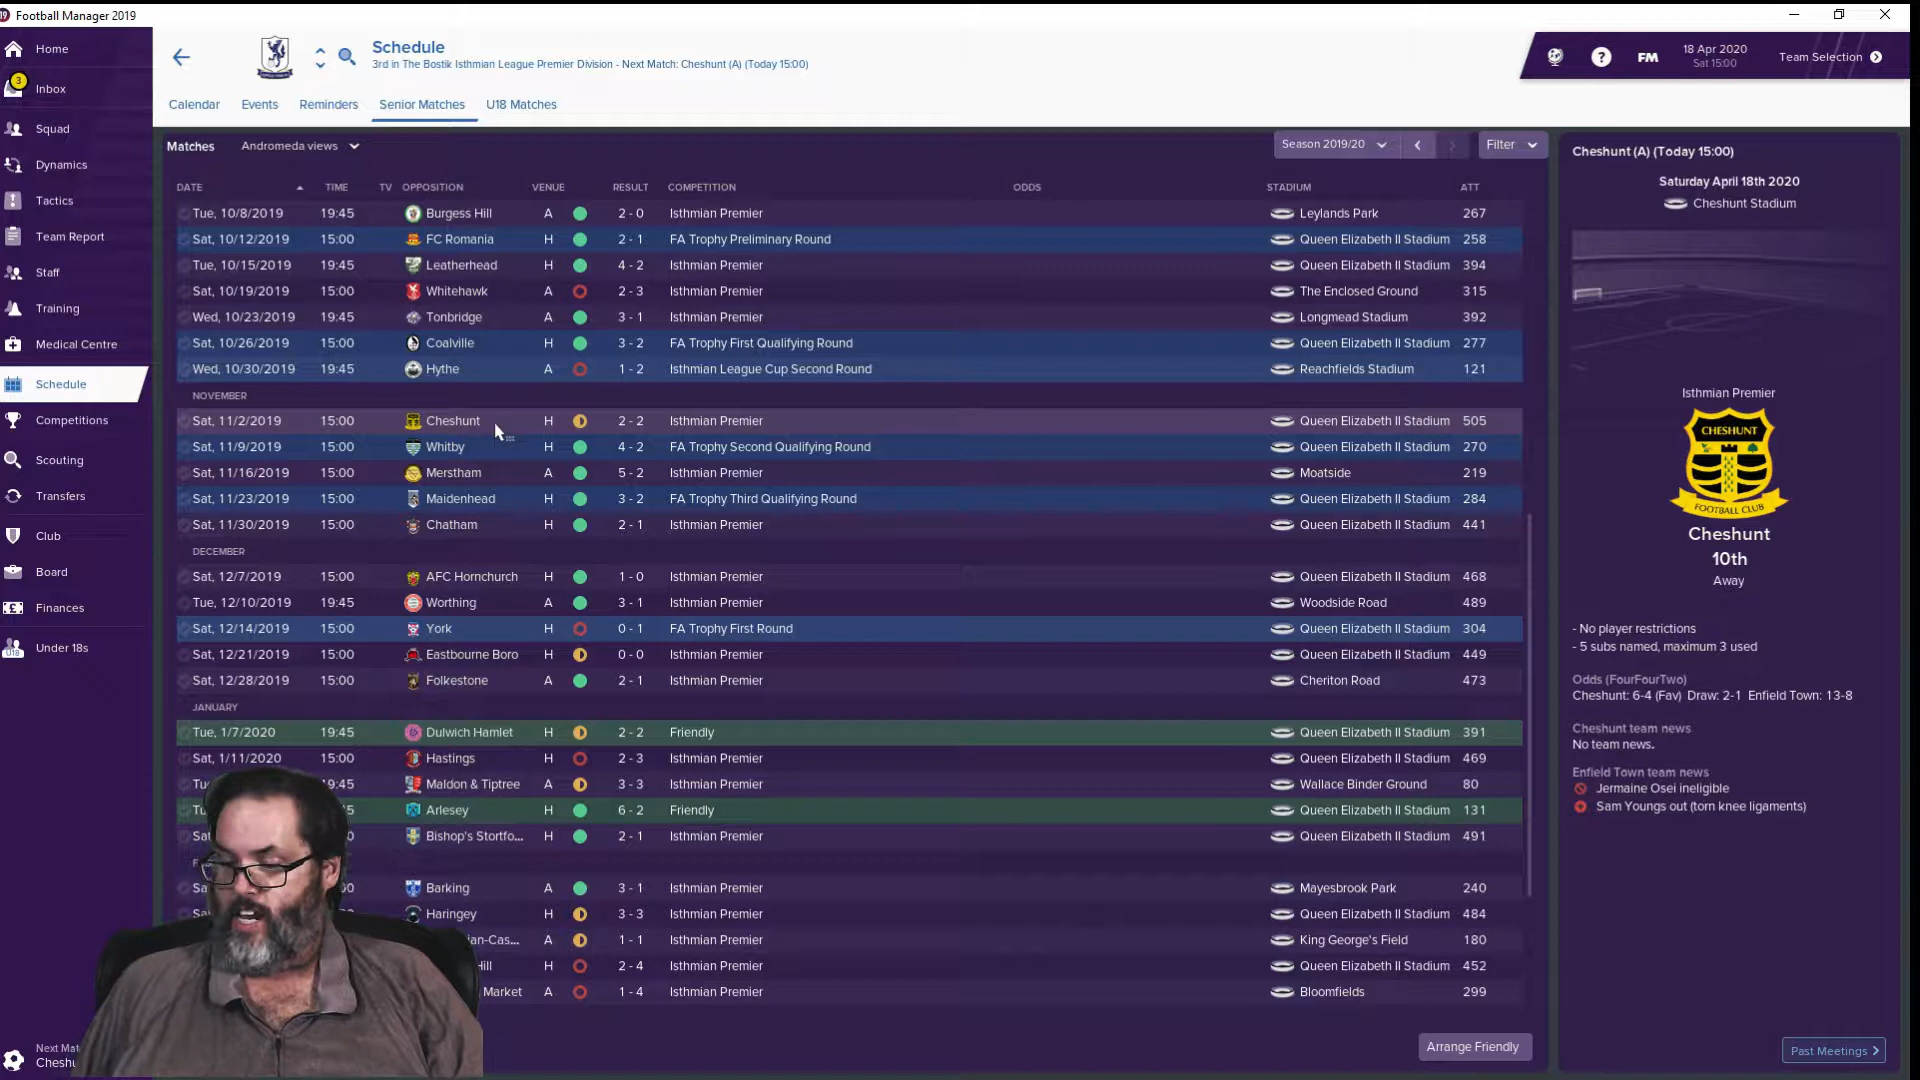 Football Manager 2019
Home
3
Inbox
Squad
Dynamics
Tactics
Team Report
Staff
Training
Medical Centre
Schedule
Competitions
Scouting
Transfers
Club
Board
Finances
U18
Under 18s
Schedule
3rd in The Bostik Isthmian League Premier Division - Next Match: Cheshunt (A) (Today 15:00)
? FM 18 Apr 2020 Sat 15:00 Team Selection
Calendar Events Reminders Senior Matches U18 Matches
Matches Andromeda views Season 2019/20 Filter
DATE TIME TV OPPOSITION VENUE RESULT COMPETITION ODDS STADIUM ATT
Tue, 10/8/2019 19:45 Burgess Hill A 2 - 0 Isthmian Premier Leylands Park 267
Sat, 10/12/2019 15:00 FC Romania H 2 - 1 FA Trophy Preliminary Round Queen Elizabeth II Stadium 258
Tue, 10/15/2019 19:45 Leatherhead H 4 - 2 Isthmian Premier Queen Elizabeth II Stadium 394
Sat, 10/19/2019 15:00 Whitehawk A 2 - 3 Isthmian Premier The Enclosed Ground 315
Wed, 10/23/2019 19:45 Tonbridge A 3 - 1 Isthmian Premier Longmead Stadium 392
Sat, 10/26/2019 15:00 Coalville H 3 - 2 FA Trophy First Qualifying Round Queen Elizabeth II Stadium 277
Wed, 10/30/2019 19:45 Hythe A 1 - 2 Isthmian League Cup Second Round Reachfields Stadium 121
NOVEMBER
Sat, 11/2/2019 15:00 Cheshunt H 2 - 2 Isthmian Premier Queen Elizabeth II Stadium 505
Sat, 11/9/2019 15:00 Whitby H 4 - 2 FA Trophy Second Qualifying Round Queen Elizabeth II Stadium 270
Sat, 11/16/2019 15:00 Merstham A 5 - 2 Isthmian Premier Moatside 219
Sat, 11/23/2019 15:00 Maidenhead H 3 - 2 FA Trophy Third Qualifying Round Queen Elizabeth II Stadium 284
Sat, 11/30/2019 15:00 Chatham H 2 - 1 Isthmian Premier Queen Elizabeth II Stadium 441
DECEMBER
Sat, 12/7/2019 15:00 AFC Hornchurch H 1 - 0 Isthmian Premier Queen Elizabeth II Stadium 468
Tue, 12/10/2019 19:45 Worthing A 3 - 1 Isthmian Premier Woodside Road 489
Sat, 12/14/2019 15:00 York H 0 - 1 FA Trophy First Round Queen Elizabeth II Stadium 304
Sat, 12/21/2019 15:00 Eastbourne Boro H 0 - 0 Isthmian Premier Queen Elizabeth II Stadium 449
Sat, 12/28/2019 15:00 Folkestone A 2 - 1 Isthmian Premier Cheriton Road 473
JANUARY
Tue, 1/7/2020 19:45 Dulwich Hamlet H 2 - 2 Friendly Queen Elizabeth II Stadium 391
Sat, 1/11/2020 15:00 Hastings H 2 - 3 Isthmian Premier Queen Elizabeth II Stadium 469
9:45 Maldon & Tiptree A 3 - 3 Isthmian Premier Wallace Binder Ground 80
Arlesey H 6 - 2 Friendly Queen Elizabeth II Stadium 131
Sat Bishop's Stortfo... H 2 - 1 Isthmian Premier Queen Elizabeth II Stadium 491
Barking A 3 - 1 Isthmian Premier Mayesbrook Park 240
Haringey H 3 - 3 Isthmian Premier Queen Elizabeth II Stadium 484
ian-Cas... A 1 - 1 Isthmian Premier King George's Field 180
Hill H 2 - 4 Isthmian Premier Queen Elizabeth II Stadium 452
Market A 1 - 4 Isthmian Premier Bloomfields 299
Arrange Friendly
Next Mat
Cheshu
Cheshunt (A) (Today 15:00)
Saturday April 18th 2020
Cheshunt Stadium
Isthmian Premier
CHESHUNT
FOOTBALL CLUB
Cheshunt
10th
Away
- No player restrictions
- 5 subs named, maximum 3 used
Odds (FourFourTwo)
Cheshunt: 6-4 (Fav) Draw: 2-1 Enfield Town: 13-8
Cheshunt team news
No team news.
Enfield Town team news
Jermaine Osei ineligible
Sam Youngs out (torn knee ligaments)
Past Meetings